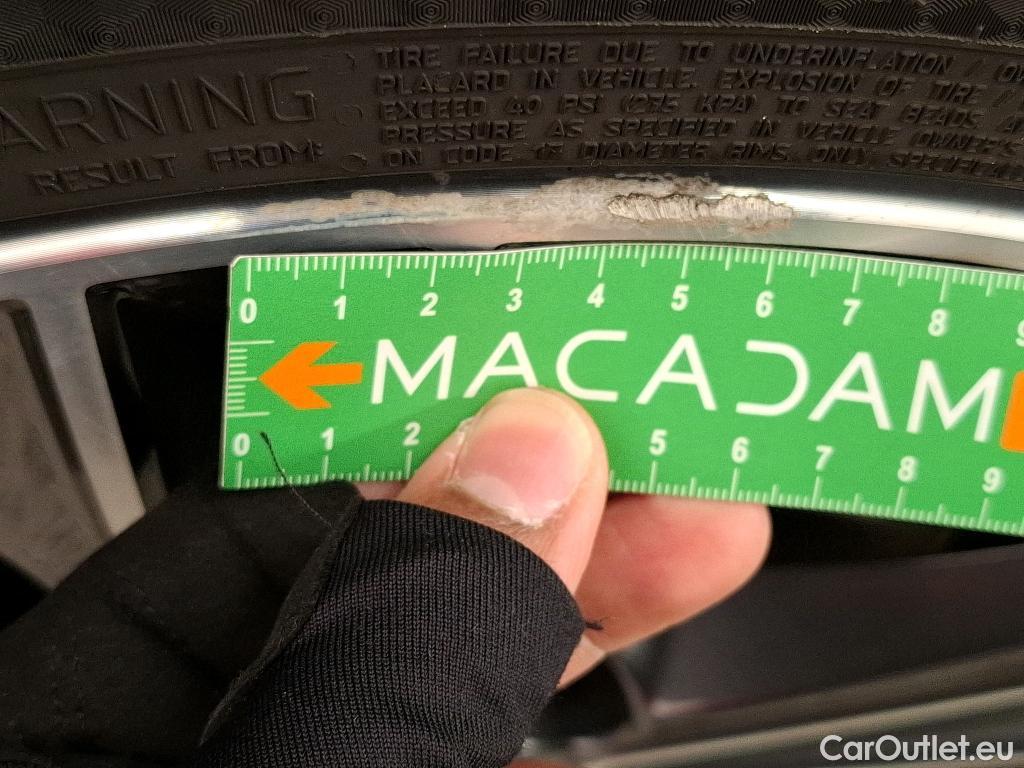 ARNING
RESULT FROM:
TIRE FAILURE DUE TO UNDERINFLATION /
PLACARD IN VEHICLE. EXPLOSION OF TIRE /
EXCEED 40 PSI (275 KPA) TO SEAT BEADS.
PRESSURE AS SPECIFIED IN VEHICLE OWNER'S
ON CODE 17 DIAMETER RIMS. ONLY
0 1 2 3 4 5 6 7 8 9
MACADAM
0 1 2 5 6 7 8 9
CarOutlet.eu